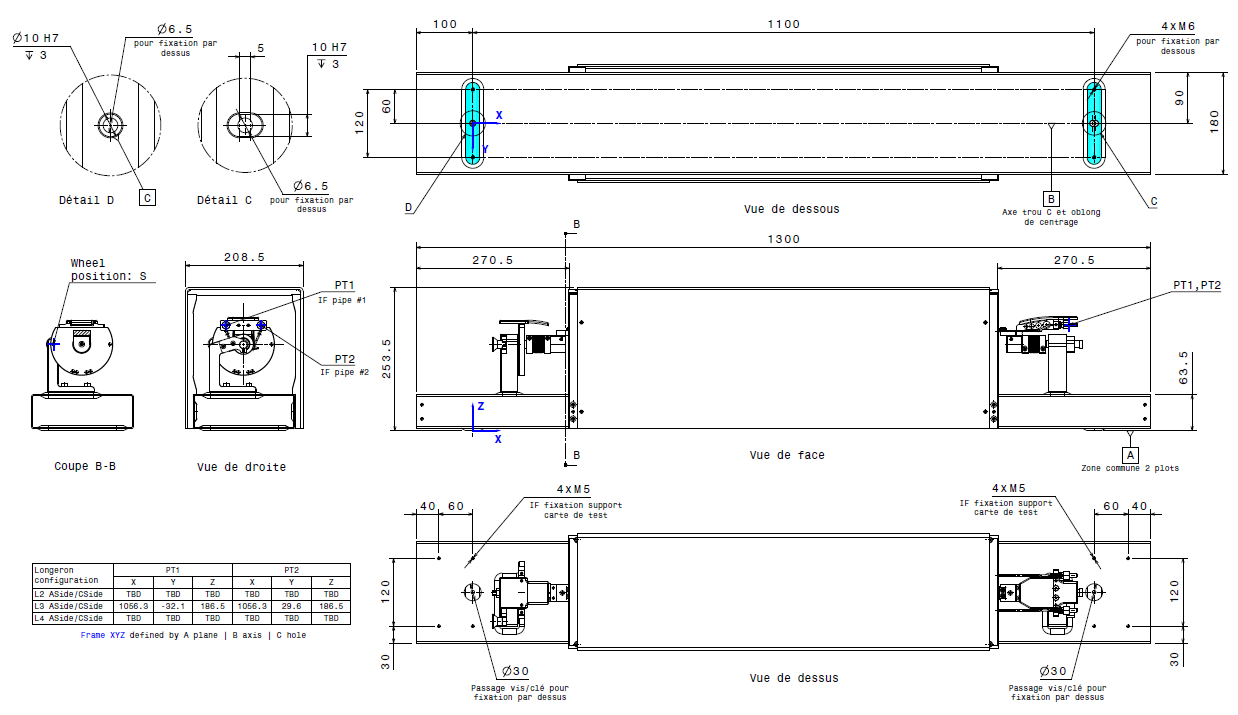 Ø10 H7
↧ 3
Ø6.5
pour fixation par
dessus
5
10 H7
↧ 3
Détail D
C
Détail C
Ø6.5
pour fixation par
dessus
100
1100
4xM6
pour fixation par
dessus
120
60
X
Y
90
180
D
Vue de dessous
B
Axe trou C et oblong
de centrage
C
Wheel
position: S
208.5
PT1
IF pipe #1
PT2
IF pipe #2
Coupe B-B
Vue de droite
B
1300
270.5
270.5
PT1,PT2
253.5
63.5
Z
X
B
Vue de face
A
Zone commune 2 plots
40
60
4xM5
IF fixation support
carte de test
4xM5
IF fixation support
carte de test
60
40
120
30
120
30
Ø30
Passage vis/clé pour
fixation par dessus
Vue de dessus
Ø30
Passage vis/clé pour
fixation par dessus
Longeron configuration PT1 PT2
X Y Z X Y Z
L2 ASide/CSide TBD TBD TBD TBD TBD TBD
L3 ASide/CSide 1056.3 -32.1 186.5 1056.3 29.6 186.5
L4 ASide/CSide TBD TBD TBD TBD TBD TBD
Frame XYZ defined by A plane | B axis | C hole